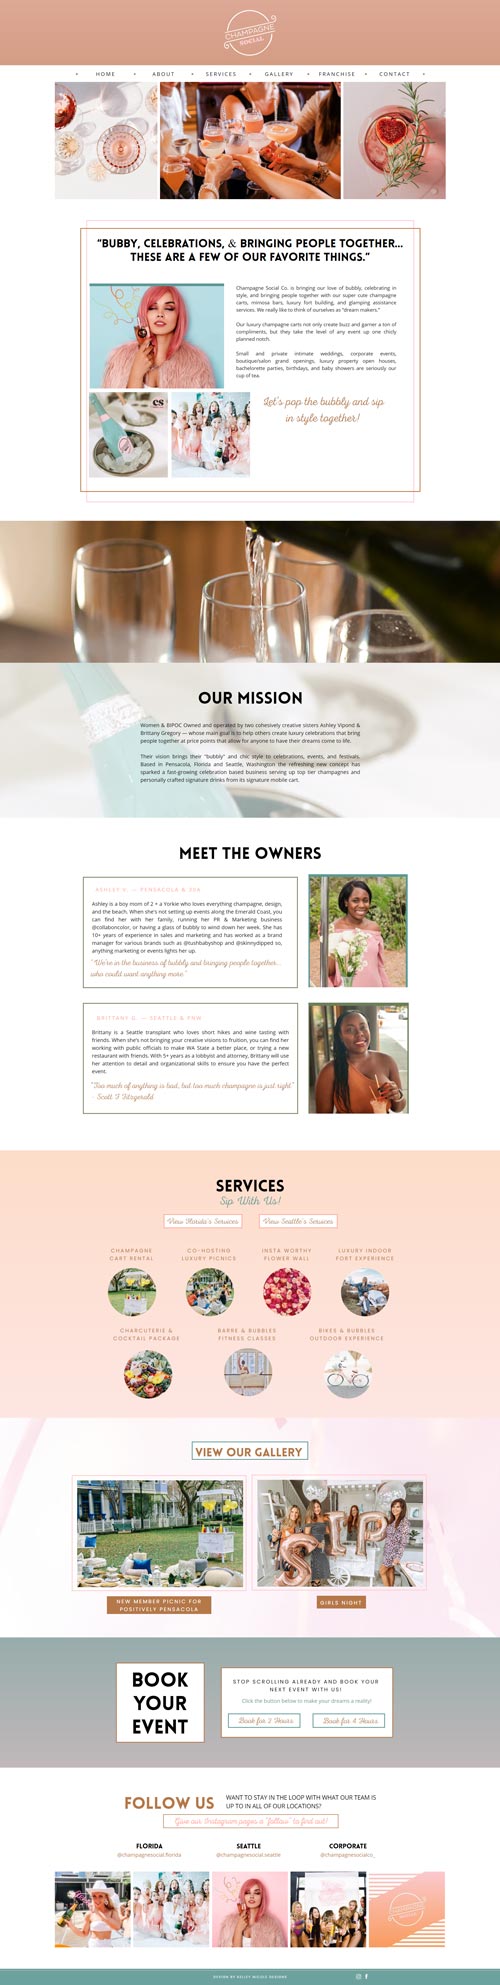 CHAMPAGNE
SOCIAL
HOME ABOUT SERVICES GALLERY FRANCHISE CONTACT
"BUBBY, CELEBRATIONS, & BRINGING PEOPLE TOGETHER...
THESE ARE A FEW OF OUR FAVORITE THINGS."
Champagne Social Co. is bringing our love of bubbly, celebrating in
style, and bringing people together with our super cute champagne
carts, mimosa bars, luxury fort building, and glamping assistance
services. We really like to think of ourselves as "dream makers."
Our luxury champagne carts not only create buzz and garner a ton of
compliments, but they take the level of any event up one chicly
planned notch.
Small and private intimate weddings, corporate events,
boutique/salon grand openings, luxury property open houses,
bachelorette parties, birthdays, and baby showers are seriously our
cup of tea.
cs
Let's pop the bubbly and sip
in style together!
OUR MISSION
Women & BIPOC Owned and operated by two cohesively creative sisters Ashley Vipond &
Brittany Gregory — whose main goal is to help others create luxury celebrations that bring
people together at price points that allow for anyone to have their dreams come to life.
Their vision brings their "bubbly" and chic style to celebrations, events, and festivals.
Based in Pensacola, Florida and Seattle, Washington the refreshing new concept has
sparked a fast-growing celebration based business serving up top tier champagnes and
personally crafted signature drinks from its signature mobile cart.
MEET THE OWNERS
ASHLEY V. — PENSACOLA & 30A
Ashley is a boy mom of 2 + a Yorkie who loves everything champagne, design,
and the beach. When she's not setting up events along the Emerald Coast, you
can find her with her family, running her PR & Marketing business
@collaboncolor, or having a glass of bubbly to wind down her week. She has
10+ years of experience in sales and marketing and has worked as a brand
manager for various brands such as @tushbabyshop and @skinnydipped so,
anything marketing or events lights her up.
"We're in the business of bubbly and bringing people together...
who could want anything more"
BRITTANY G. — SEATTLE & PNW
Brittany is a Seattle transplant who loves short hikes and wine tasting with
friends. When she's not bringing your creative visions to fruition, you can find her
working with public officials to make WA State a better place, or trying a new
restaurant with friends. With 5+ years as a lobbyist and attorney, Brittany will use
her attention to detail and organizational skills to ensure you have the perfect
event.
"Too much of anything is bad, but too much champagne is just right"
- Scott F Fitzgerald
SERVICES
Sip With Us!
View Florida's Services View Seattle's Services
CHAMPAGNE
CART RENTAL
CO-HOSTING
LUXURY PICNICS
INSTA WORTHY
FLOWER WALL
LUXURY INDOOR
FORT EXPERIENCE
CHARCUTERIE &
COCKTAIL PACKAGE
BARRE & BUBBLES
FITNESS CLASSES
BIKES & BUBBLES
OUTDOOR EXPERIENCE
VIEW OUR GALLERY
SIP
NEW MEMBER PICNIC FOR
POSITIVELY PENSACOLA
GIRLS NIGHT
BOOK
YOUR
EVENT
STOP SCROLLING ALREADY AND BOOK YOUR
NEXT EVENT WITH US!
Click the button below to make your dreams a reality!
Book for 3 Hours Book for 4 Hours
FOLLOW US
WANT TO STAY IN THE LOOP WITH WHAT OUR TEAM IS
UP TO IN ALL OF OUR LOCATIONS?
Give our Instagram pages a "follow" to find out!
FLORIDA
@champagnesocial.florida
SEATTLE
@champagnesocial.seattle
CORPORATE
@champagnesocialco_
DESIGN BY KELLEY NICOLE DESIGNS